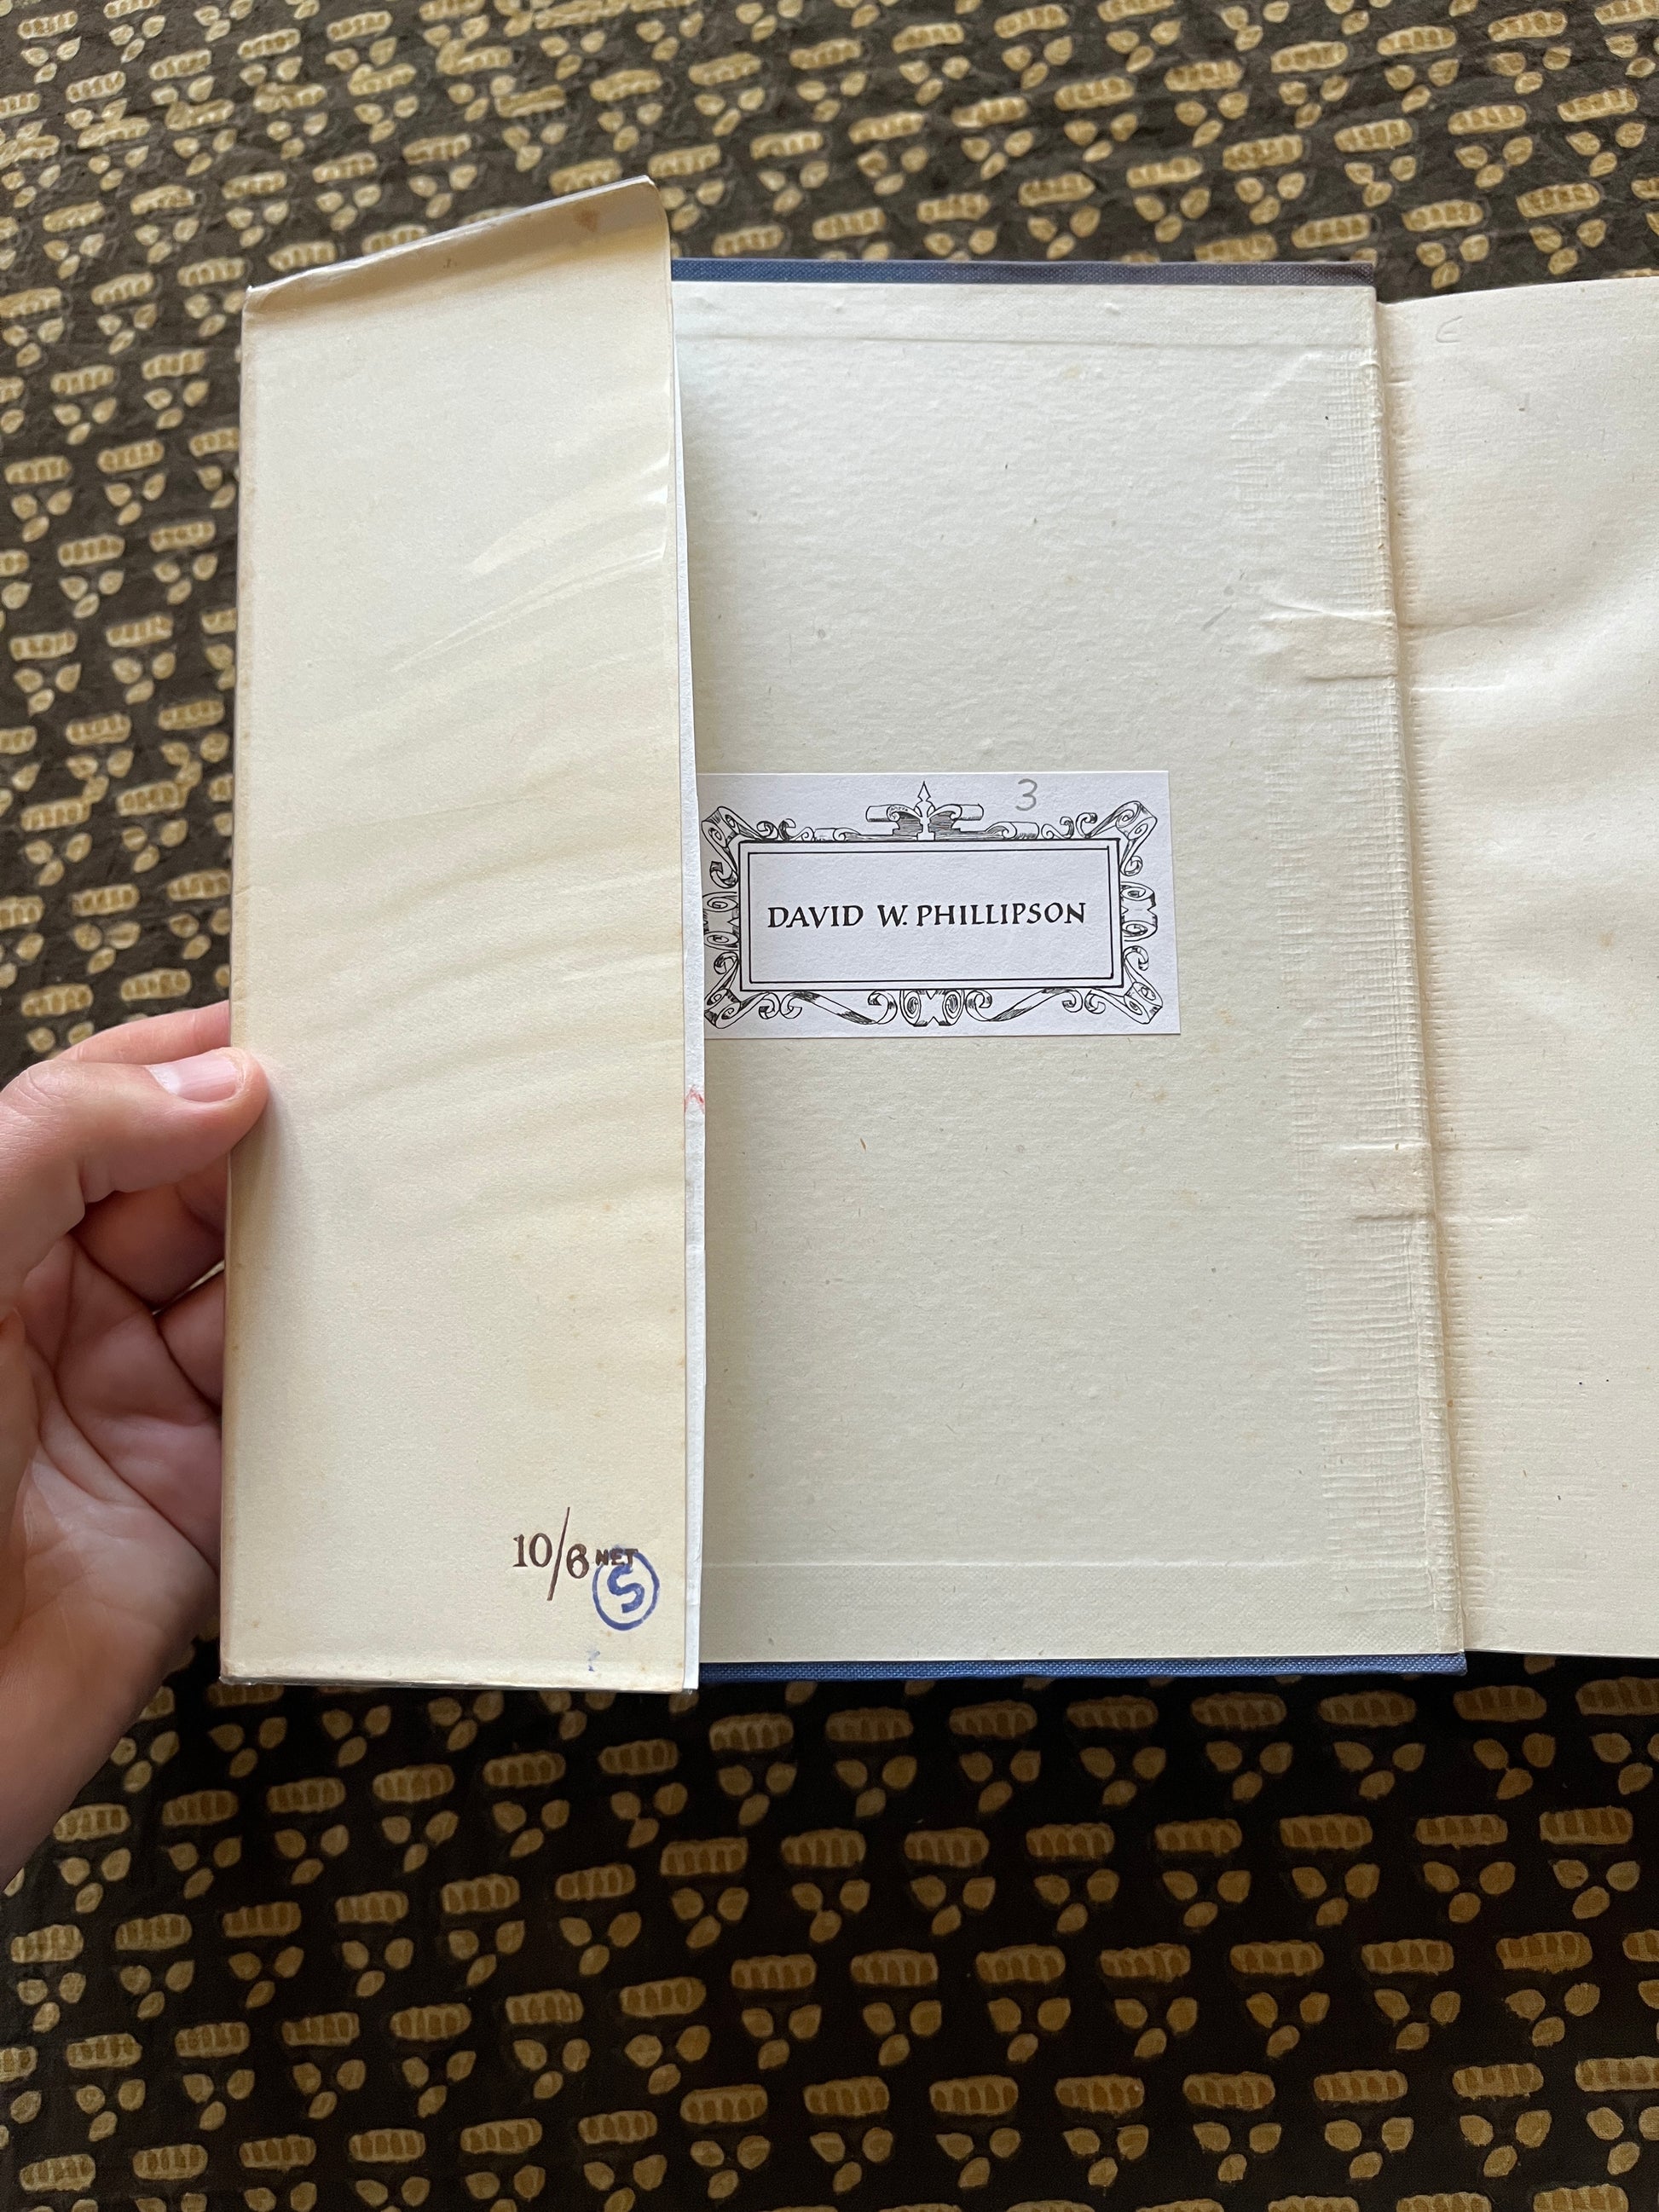 3
DAVID W. PHILLIPSON
10/6 NET
S